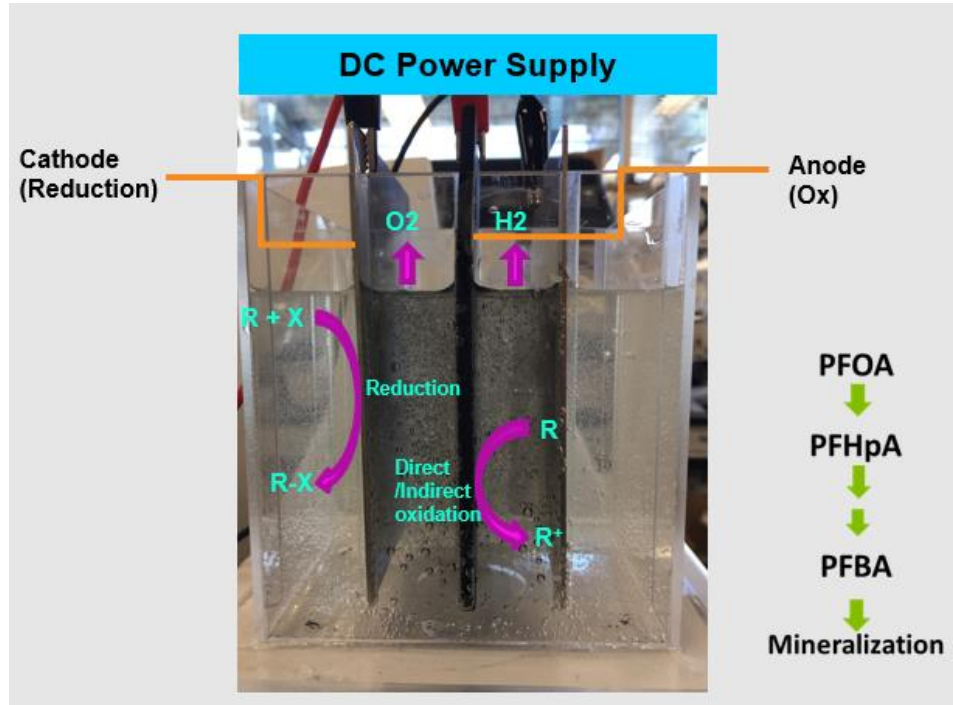 DC Power Supply
Cathode
(Reduction)
Anode
(Ox)
O2
H2
R + X
Reduction
R-X
R
Direct
/Indirect
oxidation
R⁺
PFOA
PFHpA
PFBA
Mineralization